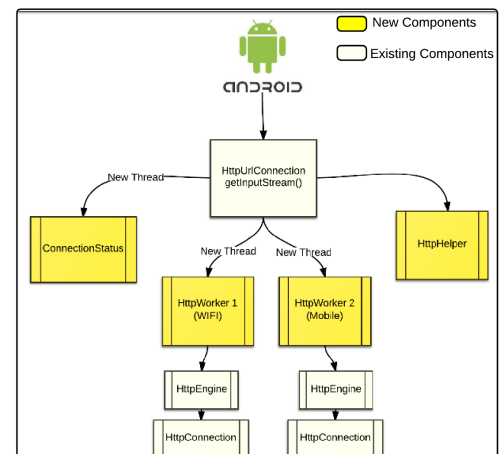 New Components
Existing Components
ANDROID
HttpUrlConnection
getInputStream()
New Thread
ConnectionStatus
HttpHelper
New Thread
New Thread
HttpWorker 1
(WIFI)
HttpWorker 2
(Mobile)
HttpEngine
HttpEngine
HttpConnection
HttpConnection